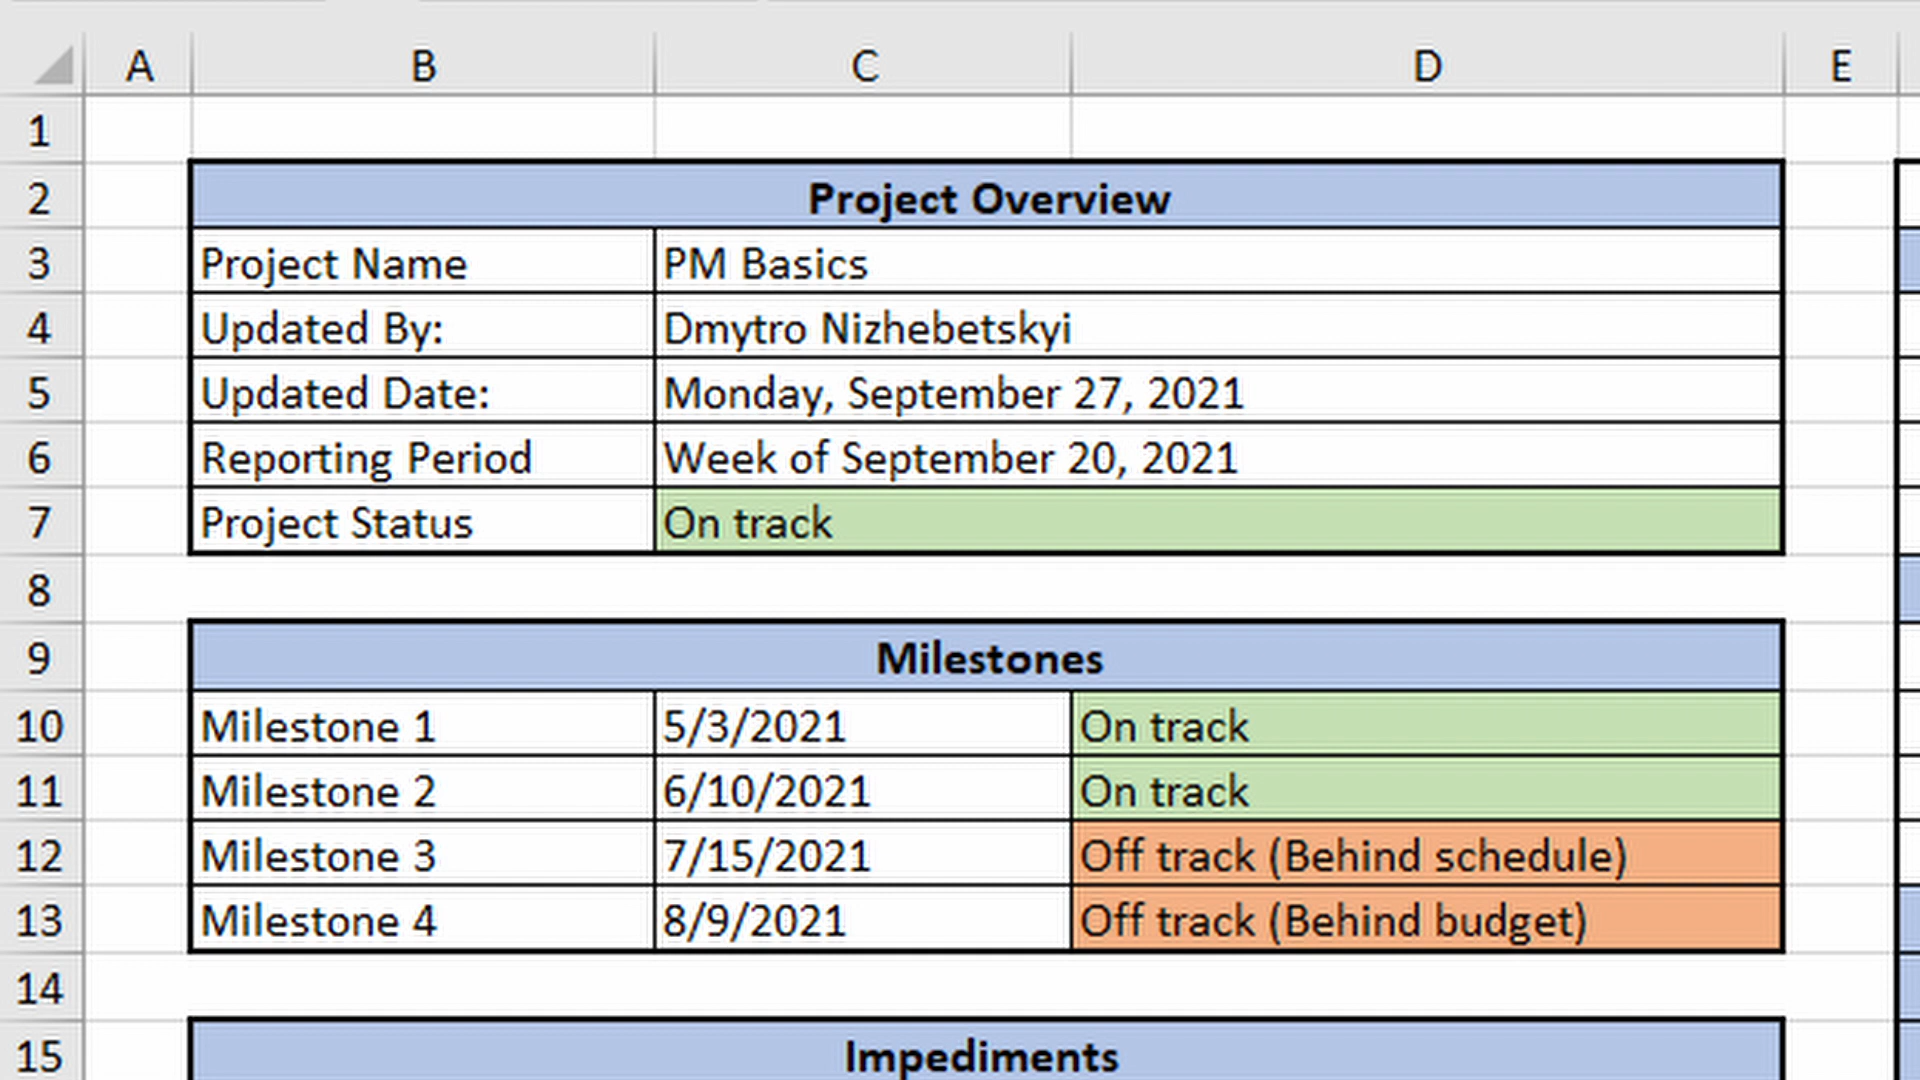 A B C D E
1
2 Project Overview
3 Project Name PM Basics
4 Updated By: Dmytro Nizhebetskyi
5 Updated Date: Monday, September 27, 2021
6 Reporting Period Week of September 20, 2021
7 Project Status On track
8
9 Milestones
10 Milestone 1 5/3/2021 On track
11 Milestone 2 6/10/2021 On track
12 Milestone 3 7/15/2021 Off track (Behind schedule)
13 Milestone 4 8/9/2021 Off track (Behind budget)
14
15 Impediments